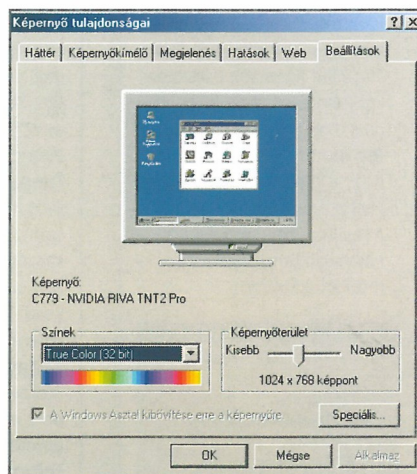 Képernyő tulajdonságai
Háttér Képernyőkímélő Megjelenés Hatások Web Beállítások
Képernyő:
C779 - NVIDIA RIVA TNT2 Pro
Színek
True Color (32 bit)
Képernyőterület
Kisebb Nagyobb
1024 x 768 képpont
A Windows Asztal kibővítése erre a képernyőre.
Speciális...
OK Mégse Alkalmaz